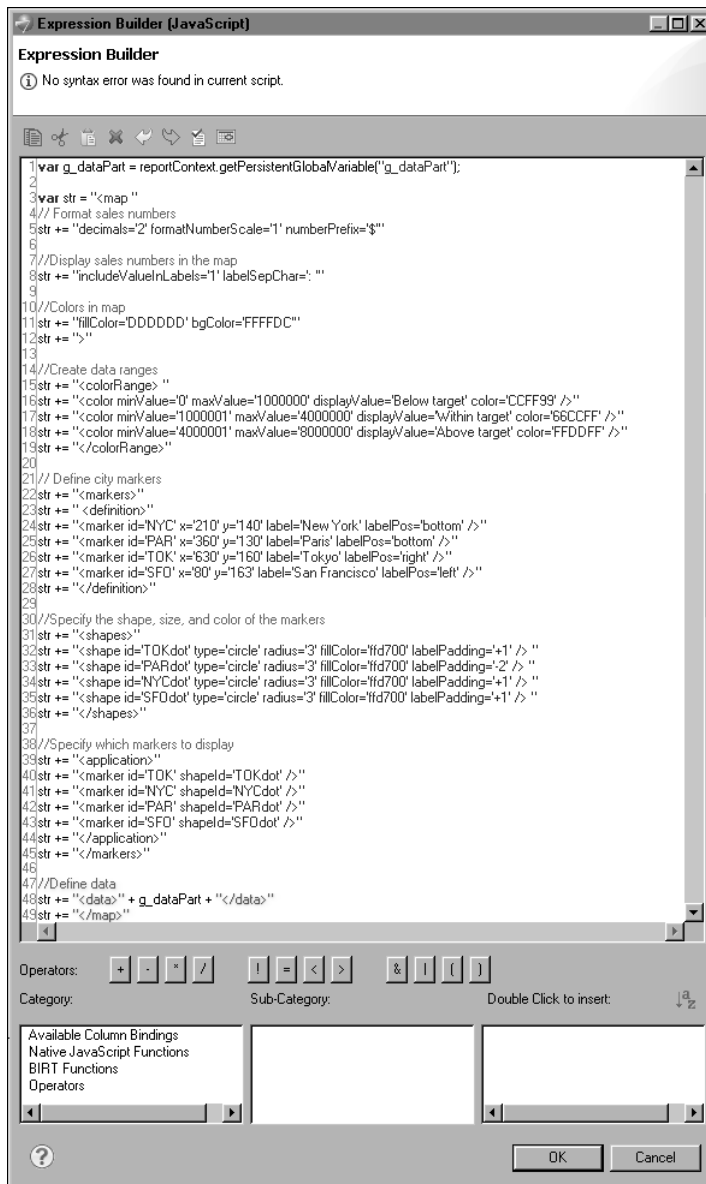 Expression Builder (JavaScript)
Expression Builder
No syntax error was found in current script.
1 var g_dataPart = reportContext.getPersistentGlobalVariable("g_dataPart");
2
3 var str = "<map "
4 // Format sales numbers
5 str += "decimals='2' formatNumberScale='1' numberPrefix='$'"
6
7 //Display sales numbers in the map
8 str += "includeValueInLabels='1' labelSepChar=': '"
9
10 //Colors in map
11 str += "fillColor='DDDDDD' bgColor='FFFFDC'"
12 str += ">"
13
14 //Create data ranges
15 str += "<colorRange> "
16 str += "<color minValue='0' maxValue='1000000' displayValue='Below target' color='CCFF99' />"
17 str += "<color minValue='1000001' maxValue='4000000' displayValue='Within target' color='66CCFF' />"
18 str += "<color minValue='4000001' maxValue='8000000' displayValue='Above target' color='FFDDFF' />"
19 str += "</colorRange>"
20
21 // Define city markers
22 str += "<markers>"
23 str += " <definition>"
24 str += "<marker id='NYC' x='210' y='140' label='New York' labelPos='bottom' />"
25 str += "<marker id='PAR' x='360' y='130' label='Paris' labelPos='bottom' />"
26 str += "<marker id='TOK' x='630' y='160' label='Tokyo' labelPos='right' />"
27 str += "<marker id='SFO' x='80' y='163' label='San Francisco' labelPos='left' />"
28 str += "</definition>"
29
30 //Specify the shape, size, and color of the markers
31 str += "<shapes>"
32 str += "<shape id='TOKdot' type='circle' radius='3' fillColor='ffd700' labelPadding='+1' /> "
33 str += "<shape id='PARdot' type='circle' radius='3' fillColor='ffd700' labelPadding='-2' /> "
34 str += "<shape id='NYCdot' type='circle' radius='3' fillColor='ffd700' labelPadding='+1' /> "
35 str += "<shape id='SFOdot' type='circle' radius='3' fillColor='ffd700' labelPadding='+1' /> "
36 str += "</shapes>"
37
38 //Specify which markers to display
39 str += "<application>"
40 str += "<marker id='TOK' shapeId='TOKdot' />"
41 str += "<marker id='NYC' shapeId='NYCdot' />"
42 str += "<marker id='PAR' shapeId='PARdot' />"
43 str += "<marker id='SFO' shapeId='SFOdot' />"
44 str += "</application>"
45 str += "</markers>"
46
47 //Define data
48 str += "<data>" + g_dataPart + "</data>"
49 str += "</map>"
Operators: + - * / ! = < > & | ( )
Category: Sub-Category: Double Click to insert:
Available Column Bindings
Native JavaScript Functions
BIRT Functions
Operators
OK Cancel